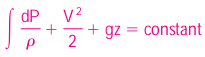 ∫ dP/ρ + V²/2 + gz = constant